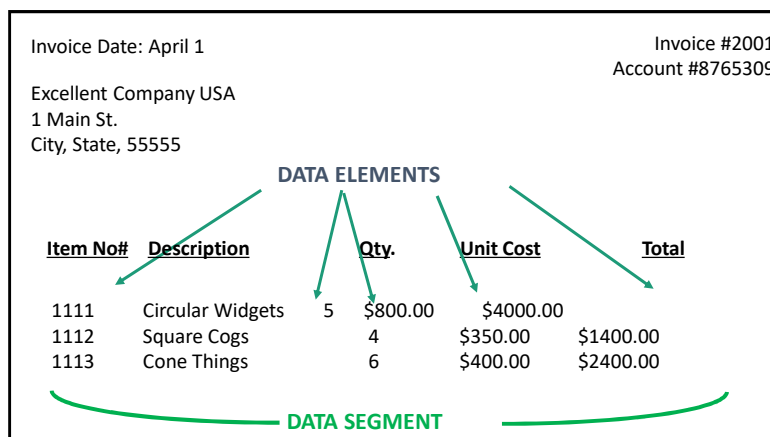 Invoice Date: April 1 Invoice #2001
Account #8765309
Excellent Company USA
1 Main St.
City, State, 55555
DATA ELEMENTS
Item No# Description Qty. Unit Cost Total
1111 Circular Widgets 5 $800.00 $4000.00
1112 Square Cogs 4 $350.00 $1400.00
1113 Cone Things 6 $400.00 $2400.00
DATA SEGMENT